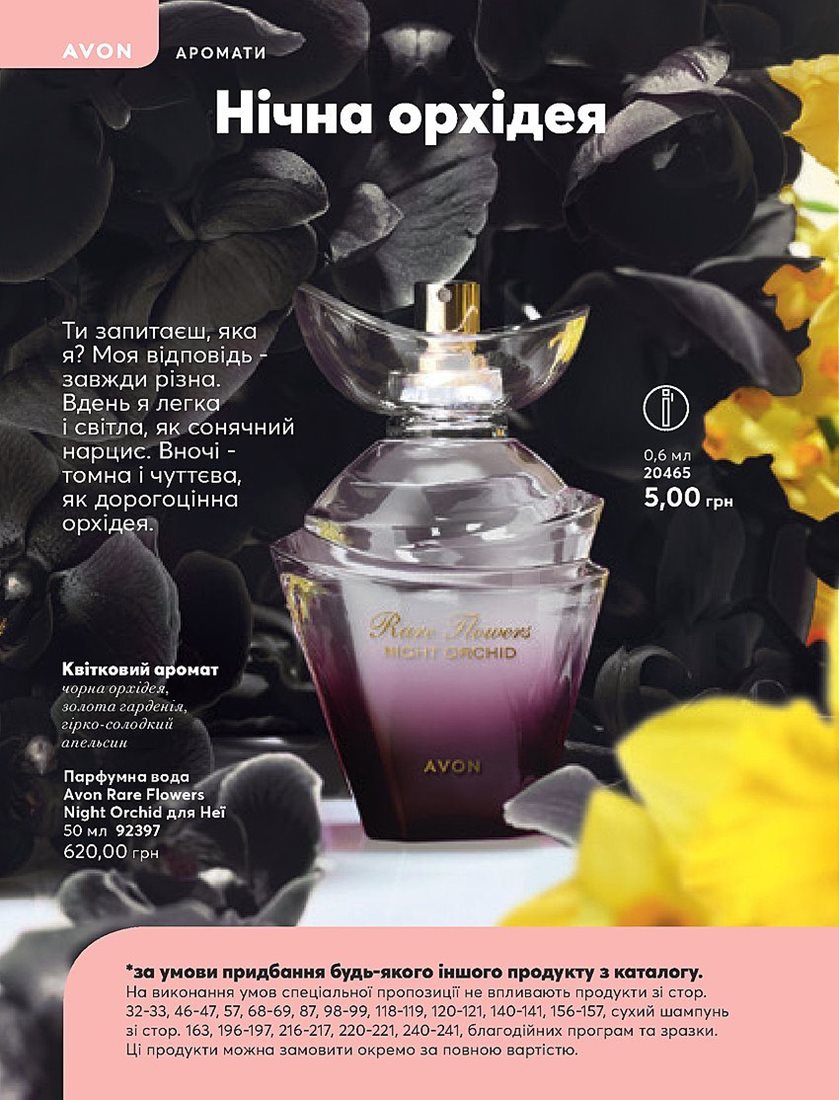 AVON
АРОМАТИ
Нічна орхідея
Ти запитаєш, яка
я? Моя відповідь -
завжди різна.
Вдень я легка
і світла, як сонячний
нарцис. Вночі -
томна і чуттєва,
як дорогоцінна
орхідея.
0,6 мл
20465
5,00 грн
Rare Flowers
NIGHT ORCHID
AVON
Квітковий аромат
чорна орхідея,
золота гарденія,
гірко-солодкий
апельсин
Парфумна вода
Avon Rare Flowers
Night Orchid для Неї
50 мл 92397
620,00 грн
*за умови придбання будь-якого іншого продукту з каталогу.
На виконання умов спеціальної пропозиції не впливають продукти зі стор.
32-33, 46-47, 57, 68-69, 87, 98-99, 118-119, 120-121, 140-141, 156-157, сухий шампунь
зі стор. 163, 196-197, 216-217, 220-221, 240-241, благодійних програм та зразки.
Ці продукти можна замовити окремо за повною вартістю.